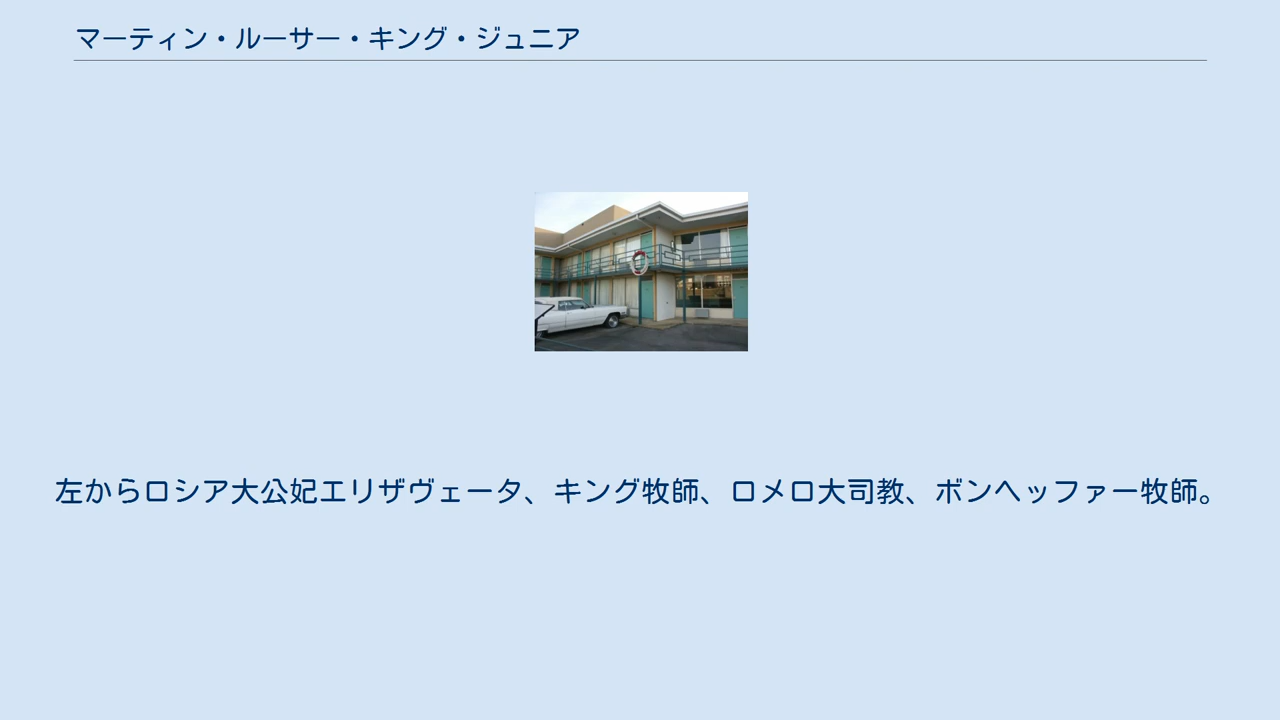 マーティン・ルーサー・キング・ジュニア
左からロシア大公妃エリザヴェータ、キング牧師、ロメロ大司教、ボンヘッファー牧師。